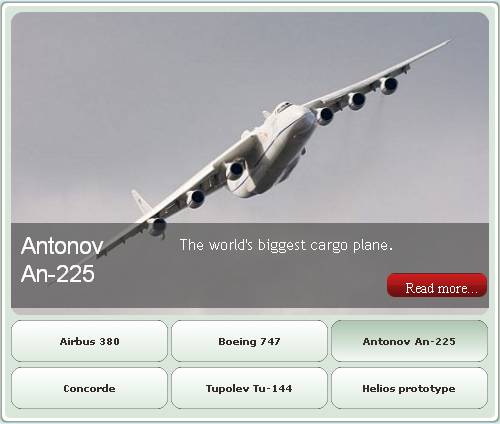 Antonov
An-225
The world's biggest cargo plane.
Read more...
Airbus 380
Boeing 747
Antonov An-225
Concorde
Tupolev Tu-144
Helios prototype